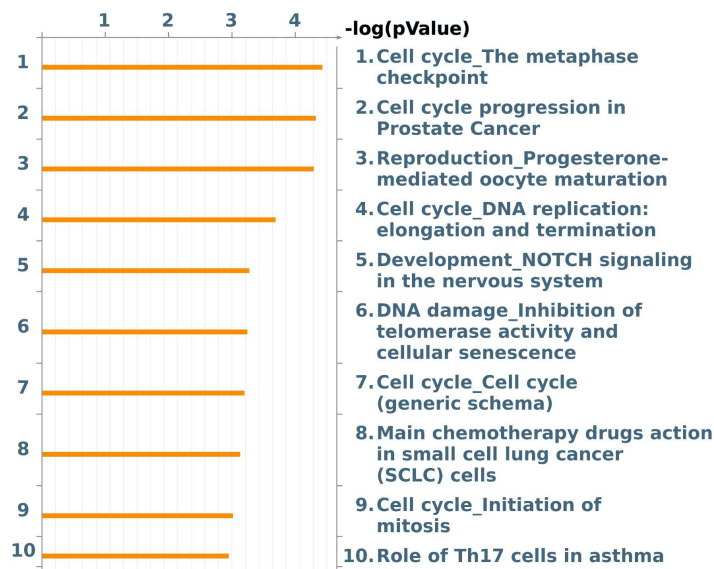 1 2 3 4
-log(pValue)
1
1. Cell cycle_The metaphase
checkpoint
2
2. Cell cycle progression in
Prostate Cancer
3
3. Reproduction_Progesterone-
mediated oocyte maturation
4
4. Cell cycle_DNA replication:
elongation and termination
5
5. Development_NOTCH signaling
in the nervous system
6
6. DNA damage_Inhibition of
telomerase activity and
cellular senescence
7
7. Cell cycle_Cell cycle
(generic schema)
8
8. Main chemotherapy drugs action
in small cell lung cancer
(SCLC) cells
9
9. Cell cycle_Initiation of
mitosis
10
10. Role of Th17 cells in asthma